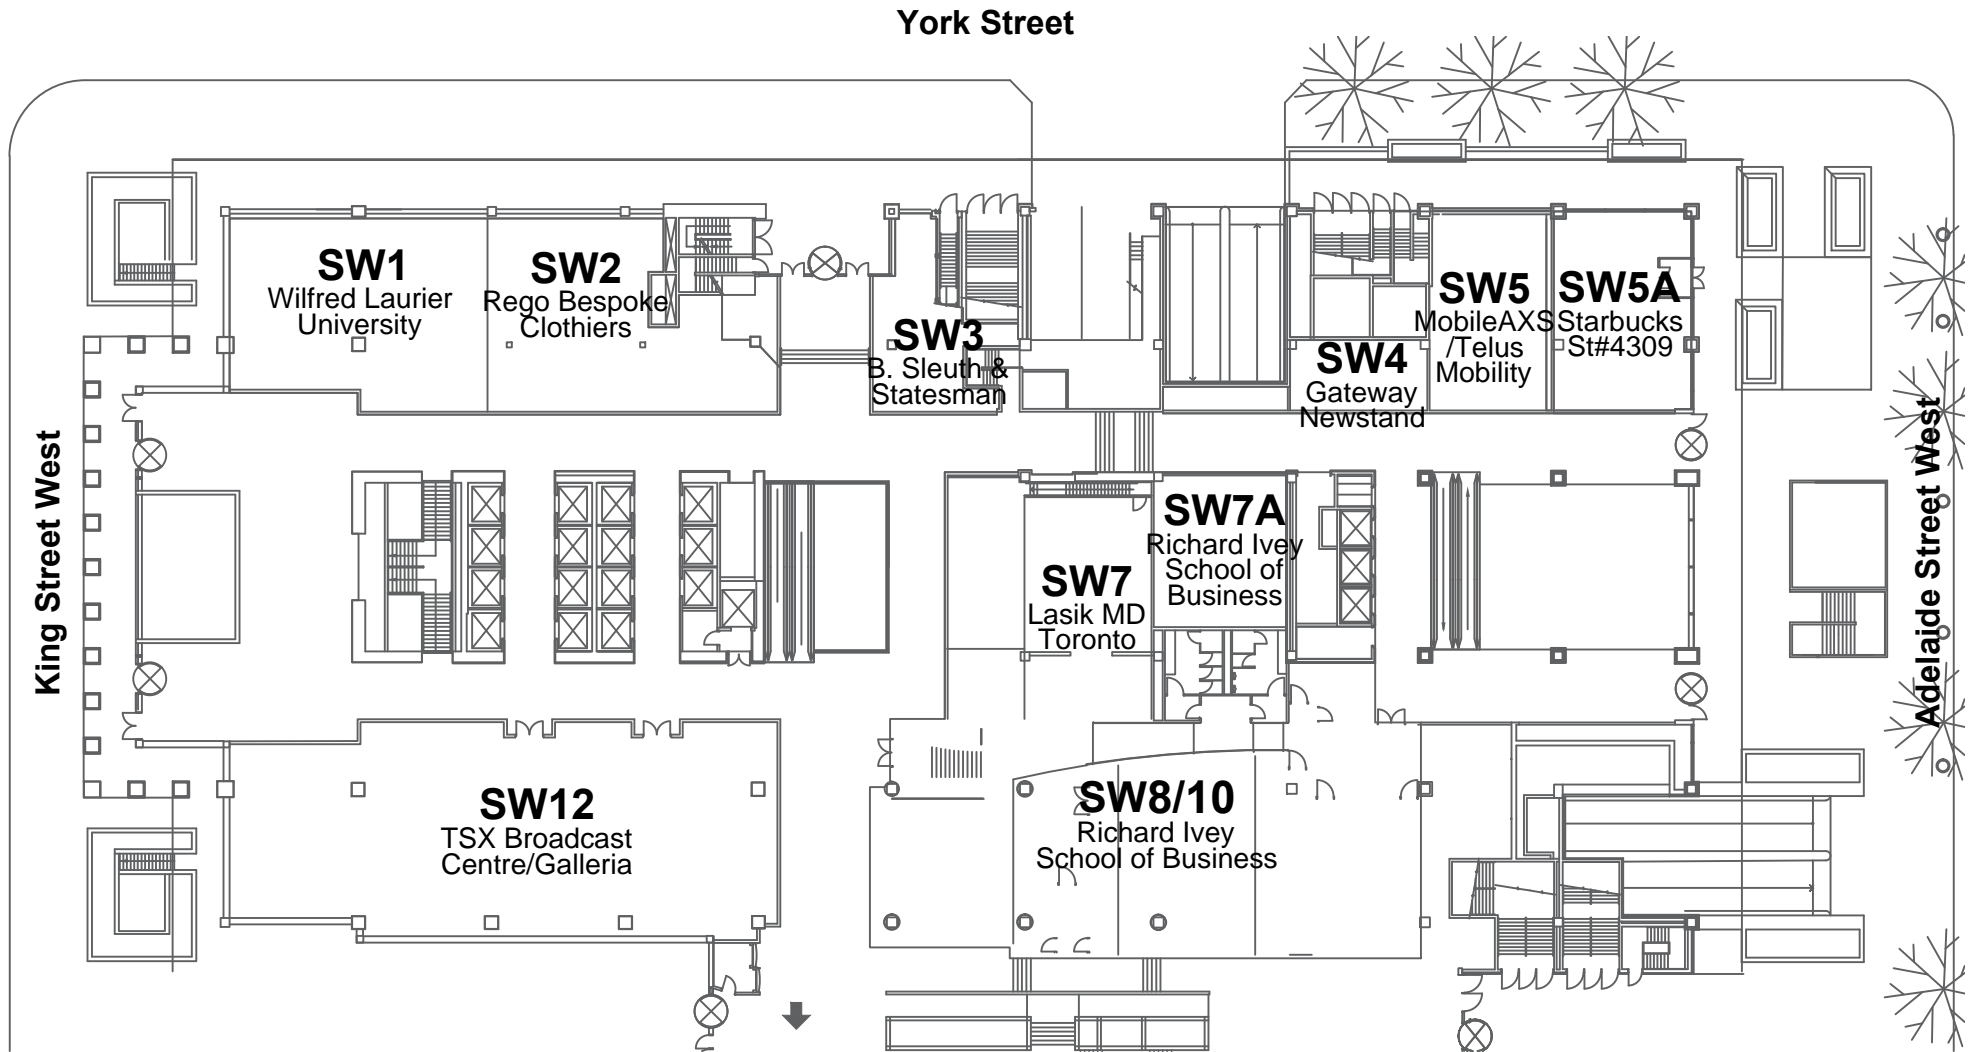 York Street
SW1
Wilfred Laurier
University
SW2
Rego Bespoke
Clothiers
SW3
B. Sleuth &
Statesman
SW4
Gateway
Newstand
SW5
MobileAXS
/Telus
Mobility
SW5A
Starbucks
St#4309
King Street West
Adelaide Street West
SW7
Lasik MD
Toronto
SW7A
Richard Ivey
School of
Business
SW12
TSX Broadcast
Centre/Galleria
SW8/10
Richard Ivey
School of Business